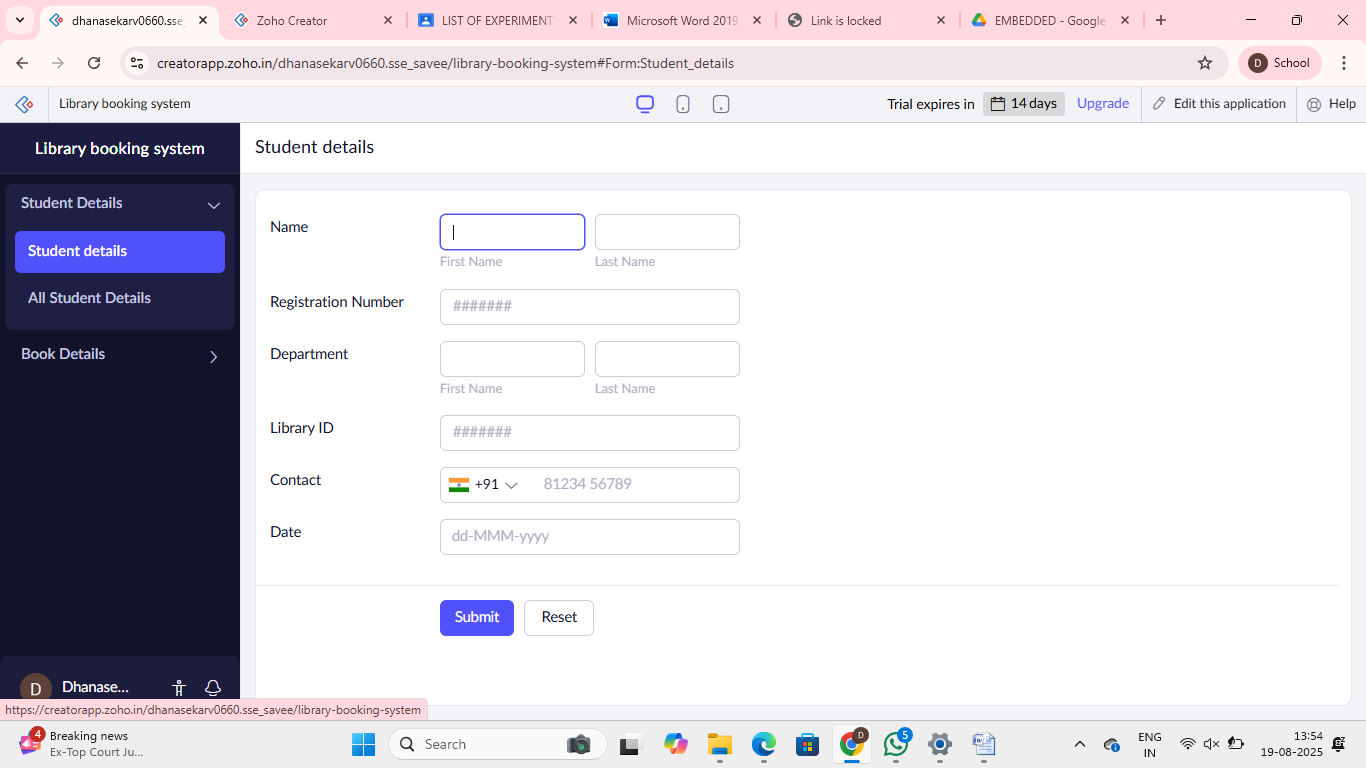 dhanasekarv0660.sse_
Zoho Creator
LIST OF EXPERIMENTS
Microsoft Word 2019
Link is locked
EMBEDDED - Google
creatorapp.zoho.in/dhanasekarv0660.sse_savee/library-booking-system#Form:Student_details
D School
Library booking system
Trial expires in 14 days Upgrade
Edit this application
Help
Library booking system
Student Details
Student details
All Student Details
Book Details
D Dhanase...
Student details
Name
First Name Last Name
Registration Number #######
Department
First Name Last Name
Library ID #######
Contact +91 81234 56789
Date dd-MMM-yyyy
Submit Reset
https://creatorapp.zoho.in/dhanasekarv0660.sse_savee/library-booking-system
4 Breaking news
Ex-Top Court Ju...
Search
D
5
ENG
IN
13:54
19-08-2025